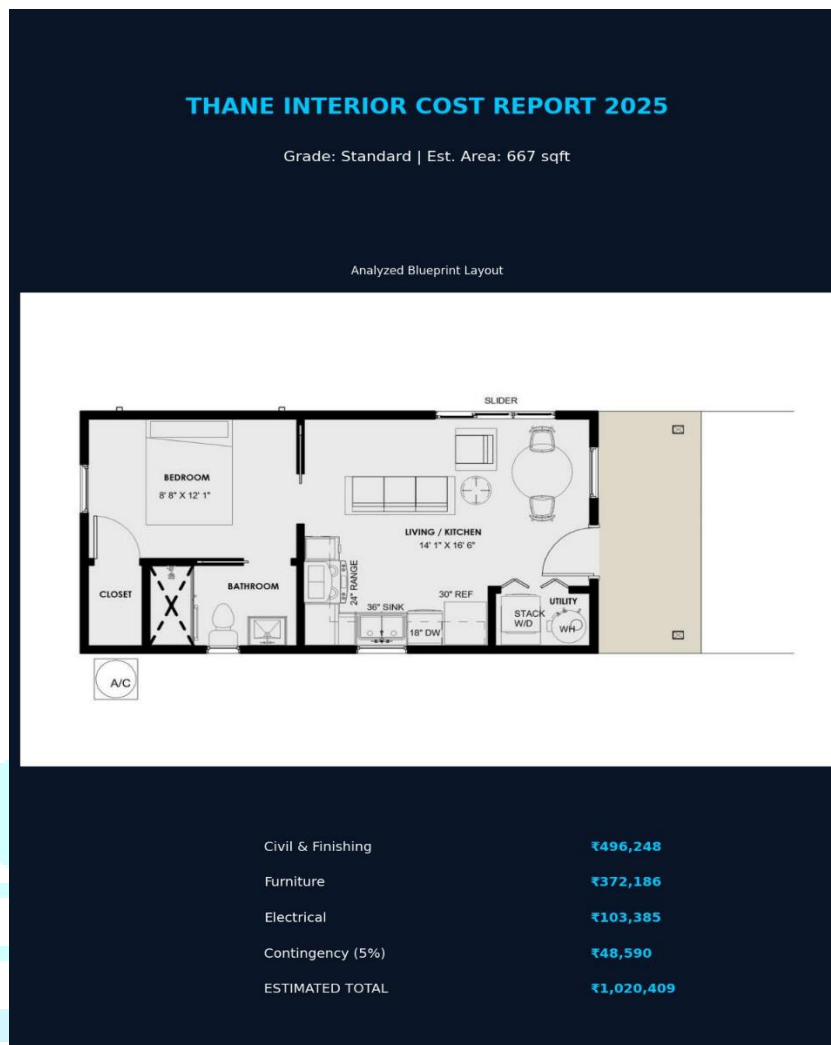 THANE INTERIOR COST REPORT 2025
Grade: Standard | Est. Area: 667 sqft
Analyzed Blueprint Layout
SLIDER
BEDROOM
8' 8" X 12' 1"
LIVING / KITCHEN
14' 1" X 16' 6"
CLOSET
BATHROOM
24" RANGE
36" SINK
30" REF
18" DW
UTILITY
STACK
W/D
WH
A/C
Civil & Finishing ₹496,248
Furniture ₹372,186
Electrical ₹103,385
Contingency (5%) ₹48,590
ESTIMATED TOTAL ₹1,020,409